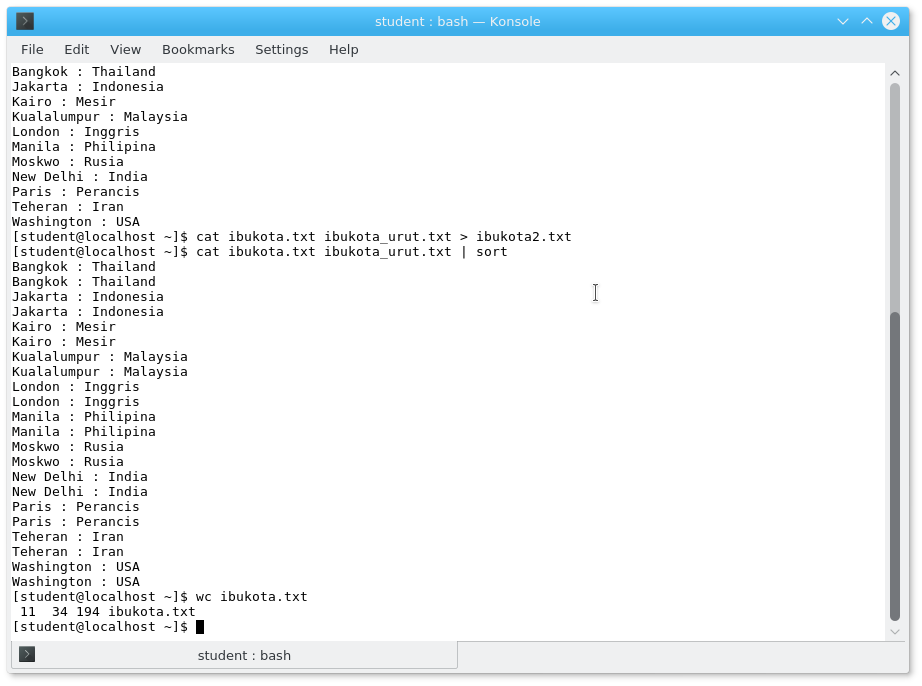 student : bash — Konsole
File Edit View Bookmarks Settings Help
Bangkok : Thailand
Jakarta : Indonesia
Kairo : Mesir
Kualalumpur : Malaysia
London : Inggris
Manila : Philipina
Moskwo : Rusia
New Delhi : India
Paris : Perancis
Teheran : Iran
Washington : USA
[student@localhost ~]$ cat ibukota.txt ibukota_urut.txt > ibukota2.txt
[student@localhost ~]$ cat ibukota.txt ibukota_urut.txt | sort
Bangkok : Thailand
Bangkok : Thailand
Jakarta : Indonesia
Jakarta : Indonesia
Kairo : Mesir
Kairo : Mesir
Kualalumpur : Malaysia
Kualalumpur : Malaysia
London : Inggris
London : Inggris
Manila : Philipina
Manila : Philipina
Moskwo : Rusia
Moskwo : Rusia
New Delhi : India
New Delhi : India
Paris : Perancis
Paris : Perancis
Teheran : Iran
Teheran : Iran
Washington : USA
Washington : USA
[student@localhost ~]$ wc ibukota.txt
 11  34 194 ibukota.txt
[student@localhost ~]$
student : bash